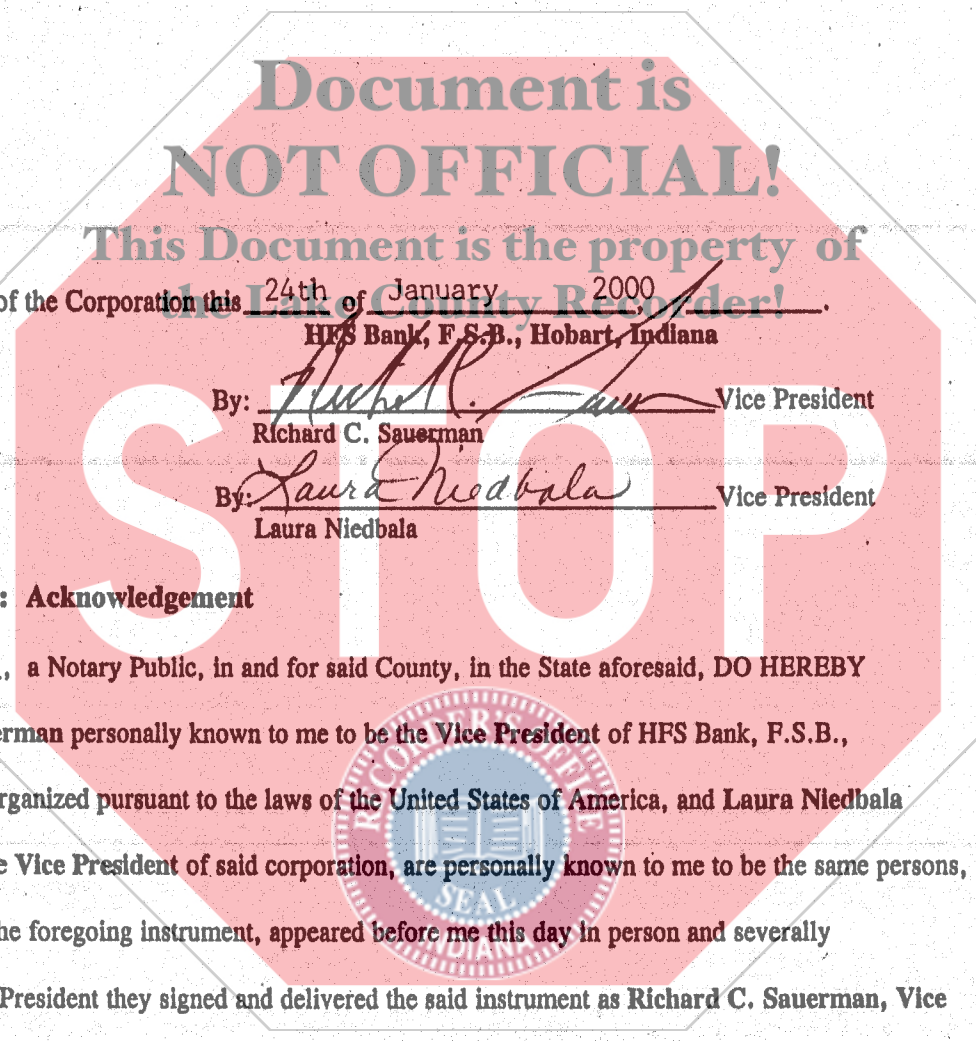 Document is
NOT OFFICIAL!
This Document is the property of
the Lake County Recorder!
of the Corporation this 24th of January 2000, .
HFS Bank, F.S.B., Hobart, Indiana
By: Vice President
Richard C. Sauerman
By: Laura Niedbala Vice President
Laura Niedbala
STOP
: Acknowledgement
., a Notary Public, in and for said County, in the State aforesaid, DO HEREBY
erman personally known to me to be the Vice President of HFS Bank, F.S.B.,
rganized pursuant to the laws of the United States of America, and Laura Niedbala
e Vice President of said corporation, are personally known to me to be the same persons,
he foregoing instrument, appeared before me this day in person and severally
President they signed and delivered the said instrument as Richard C. Sauerman, Vice
SEAL
INDIANA